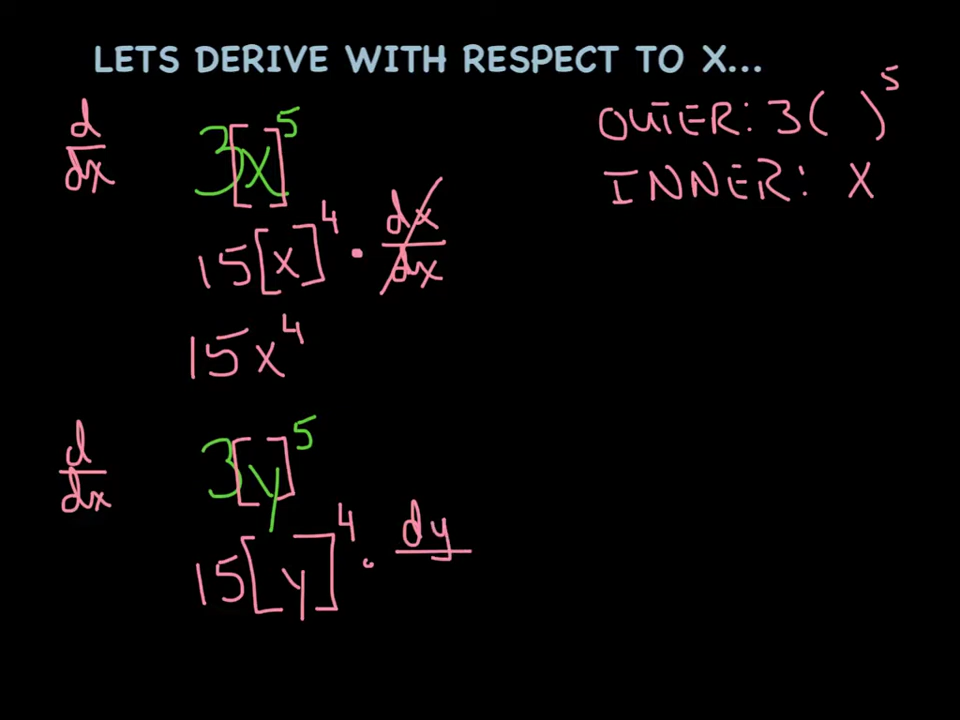 LETS DERIVE WITH RESPECT TO X...
d/dx 3[x]^5
OUTER: 3( )^5
INNER: X
15[x]^4 · dx/dx
15x^4
d/dx 3[y]^5
15[y]^4 · dy